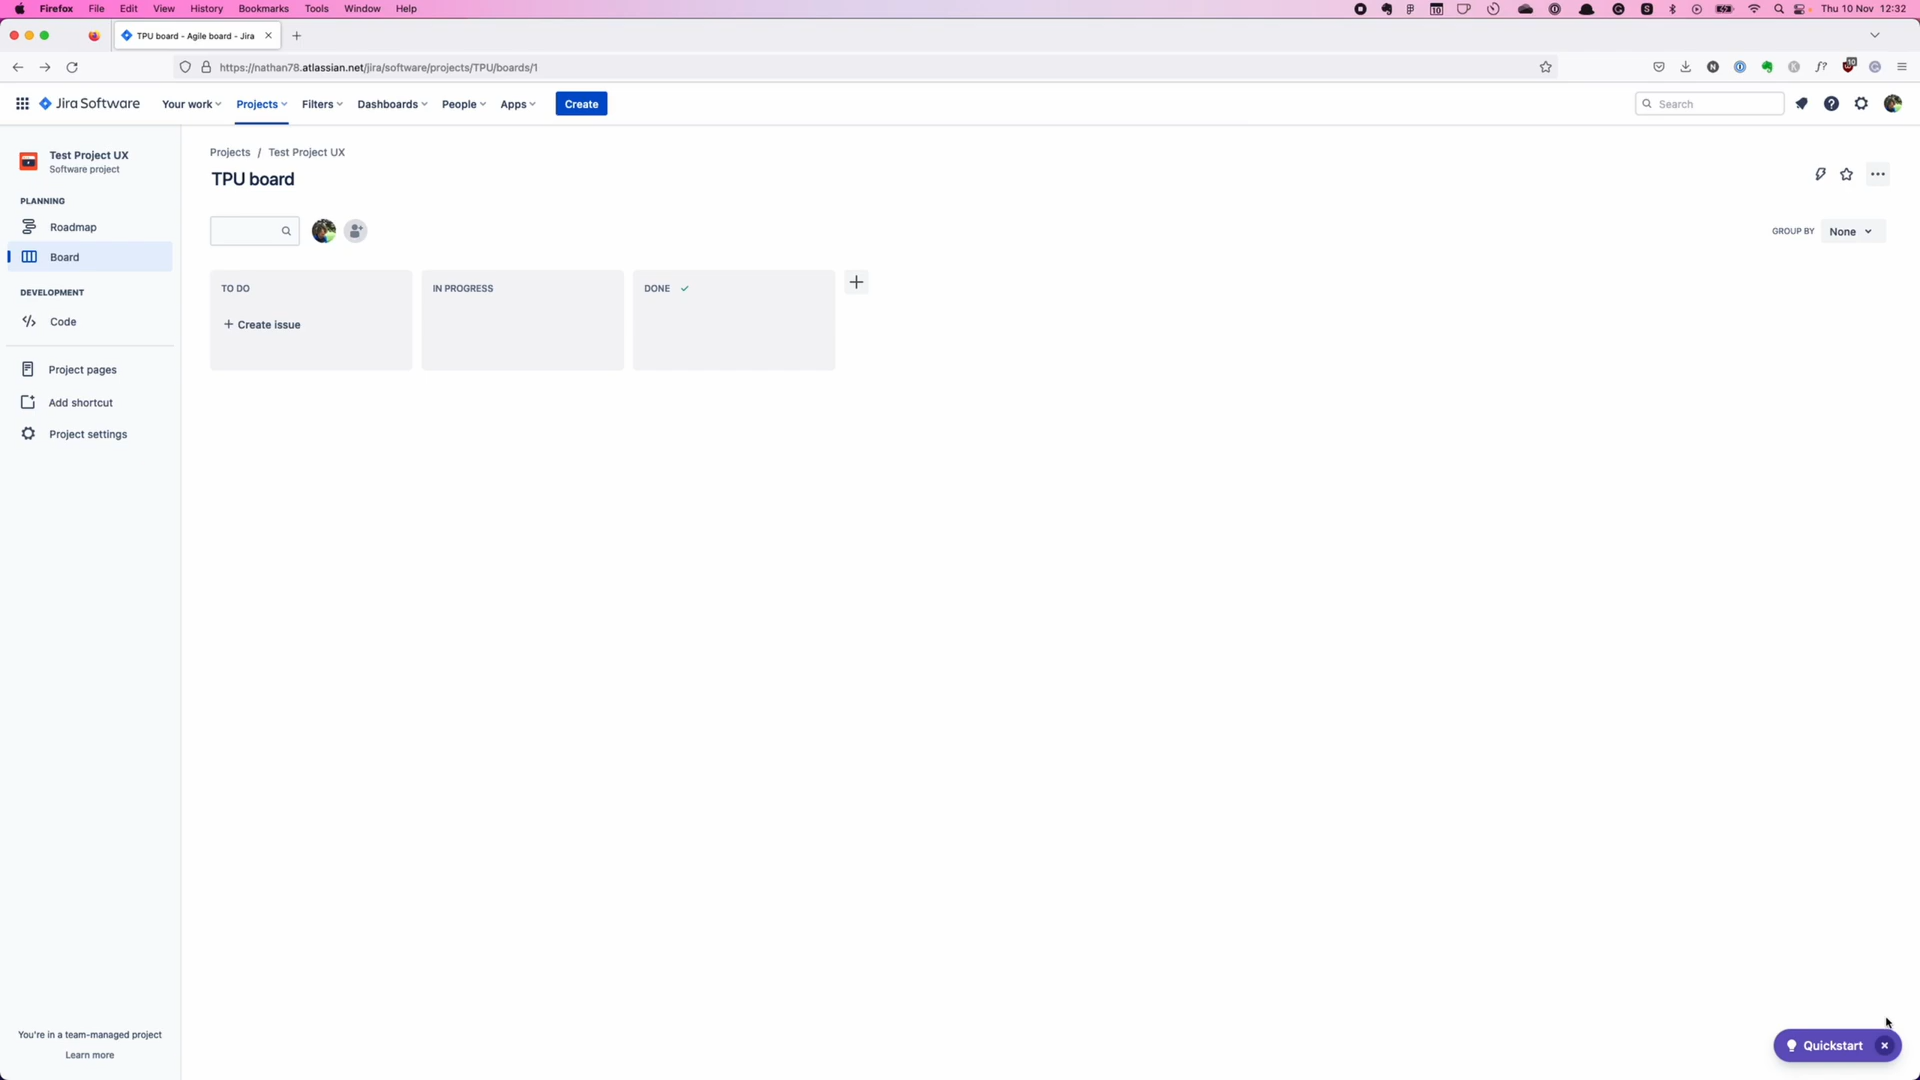 Firefox File Edit View History Bookmarks Tools Window Help
10
Thu 10 Nov 12:32
TPU board - Agile board - Jira
https://nathan78.atlassian.net/jira/software/projects/TPU/boards/1
10
Jira Software Your work Projects Filters Dashboards People Apps Create
Search
Test Project UX
Software project
Projects / Test Project UX
TPU board
PLANNING
Roadmap
Board
GROUP BY None
TO DO IN PROGRESS DONE
Create issue
DEVELOPMENT
Code
Project pages
Add shortcut
Project settings
You're in a team-managed project
Learn more
Quickstart